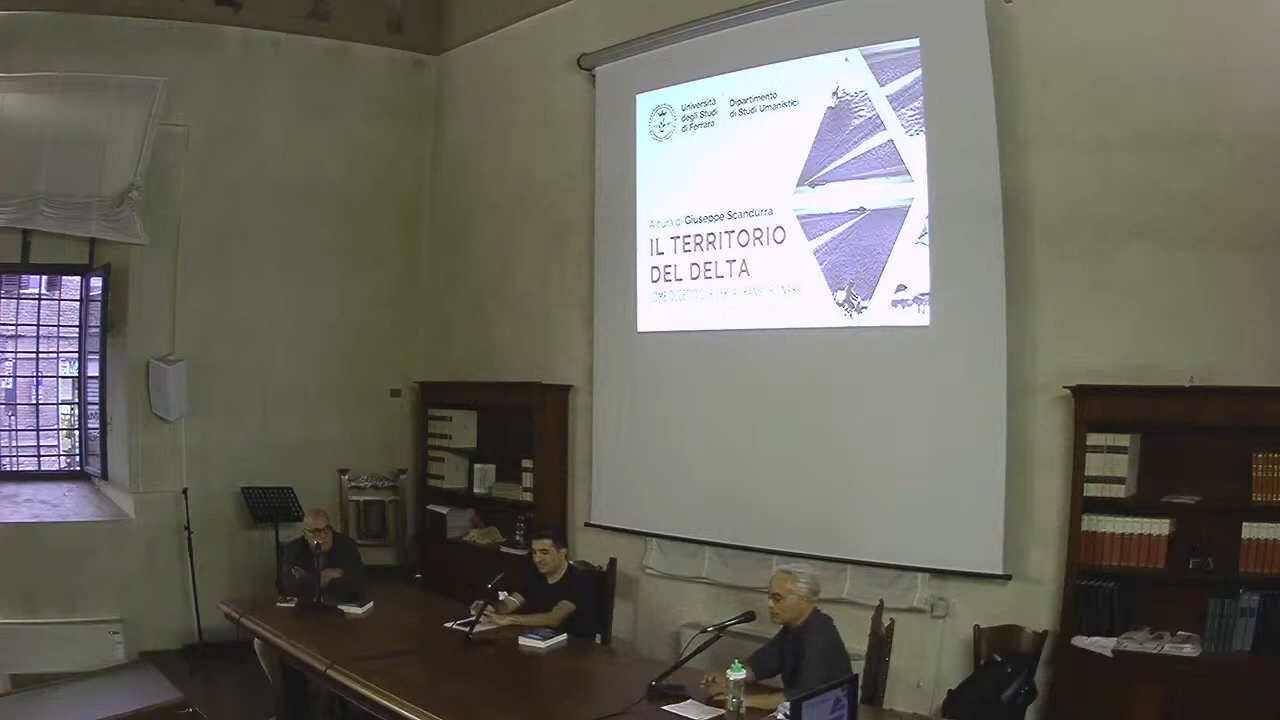 Università
degli Studi
di Ferrara
Dipartimento
di Studi Umanistici
A cura di Giuseppe Scandurra
IL TERRITORIO
DEL DELTA